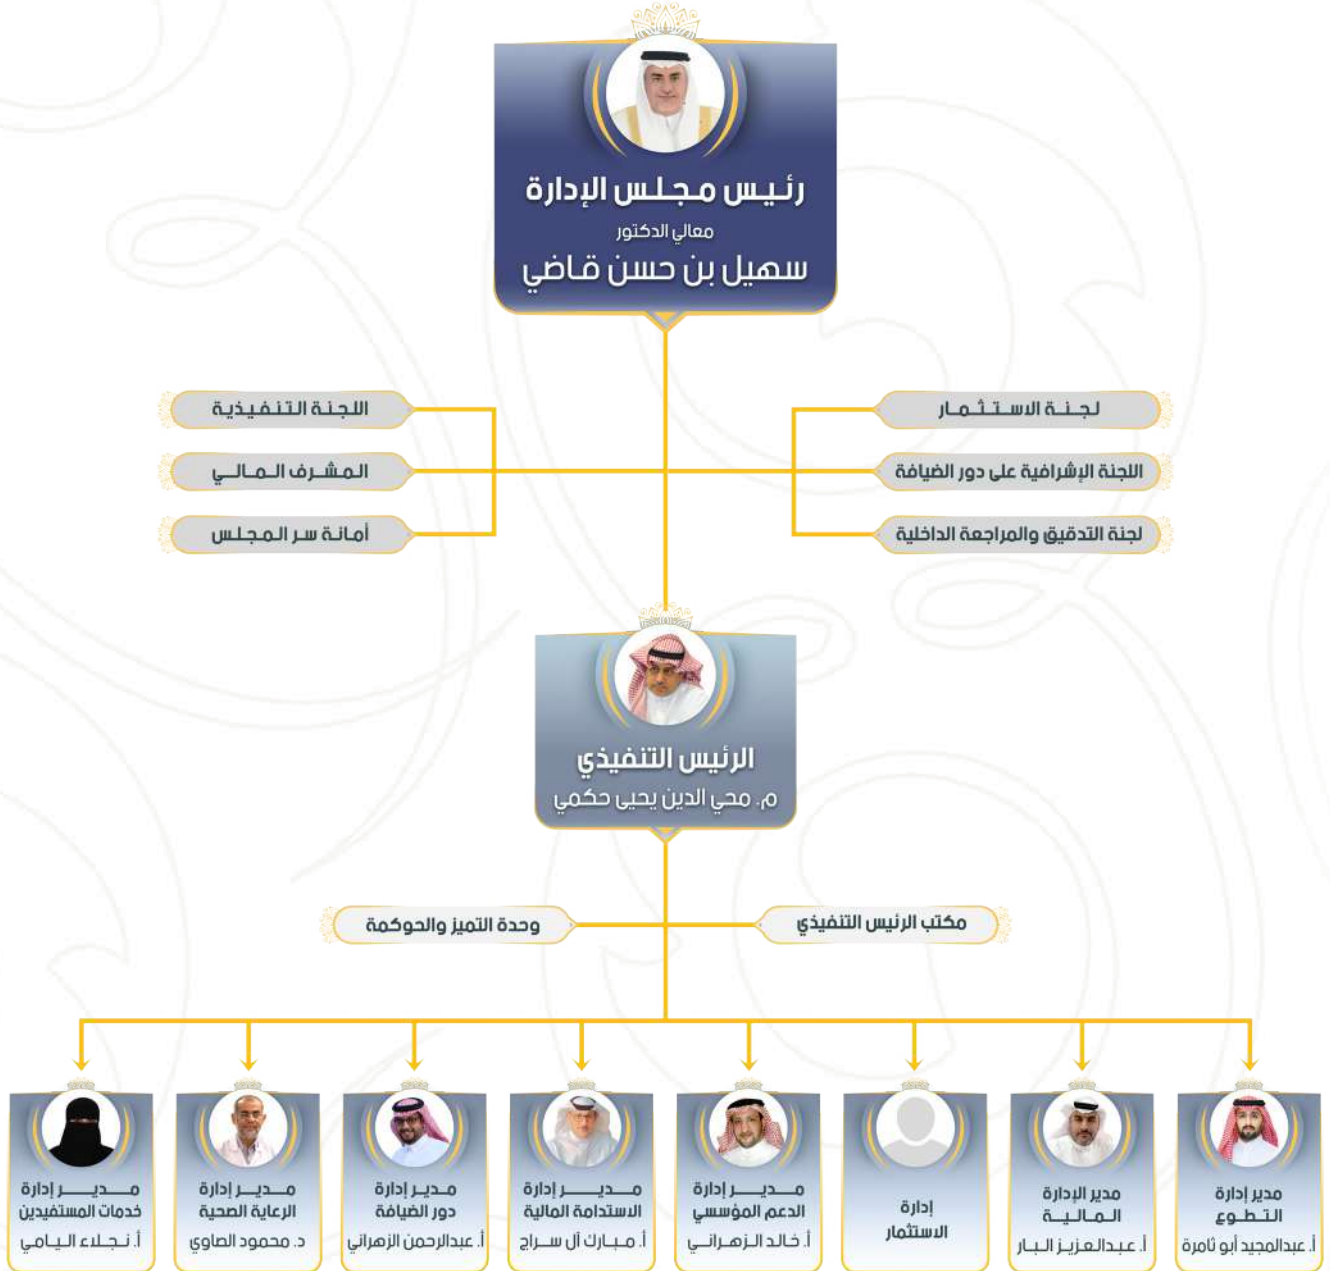 رئيس مجلس الإدارة
معالي الدكتور
سهيل بن حسن قاضي
لجنة الاستثمار
اللجنة التنفيذية
اللجنة الإشرافية على دور الضيافة
المشرف المالي
لجنة التدقيق والمراجعة الداخلية
أمانة سر المجلس
الرئيس التنفيذي
م. محي الدين يحيى حكمي
مكتب الرئيس التنفيذي
وحدة التميز والحوكمة
مدير إدارة
التطوع
أ. عبدالمجيد أبو ثامرة
مدير الإدارة
المالية
أ. عبدالعزيز البار
إدارة
الاستثمار
مدير إدارة
الدعم المؤسسي
أ. خالد الزهراني
مدير إدارة
الاستدامة المالية
أ. مبارك آل سراج
مدير إدارة
دور الضيافة
أ. عبدالرحمن الزهراني
مدير إدارة
الرعاية الصحية
د. محمود الصاوي
مدير إدارة
خدمات المستفيدين
أ. نجلاء اليامي